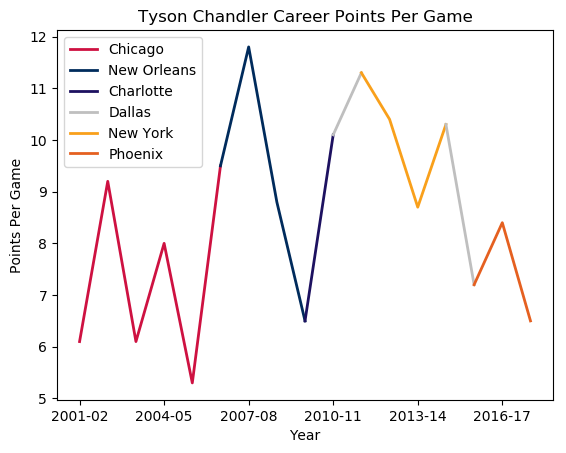 Tyson Chandler Career Points Per Game
Chicago
New Orleans
Charlotte
Dallas
New York
Phoenix
Points Per Game
12
11
10
9
8
7
6
5
2001-02 2004-05 2007-08 2010-11 2013-14 2016-17
Year